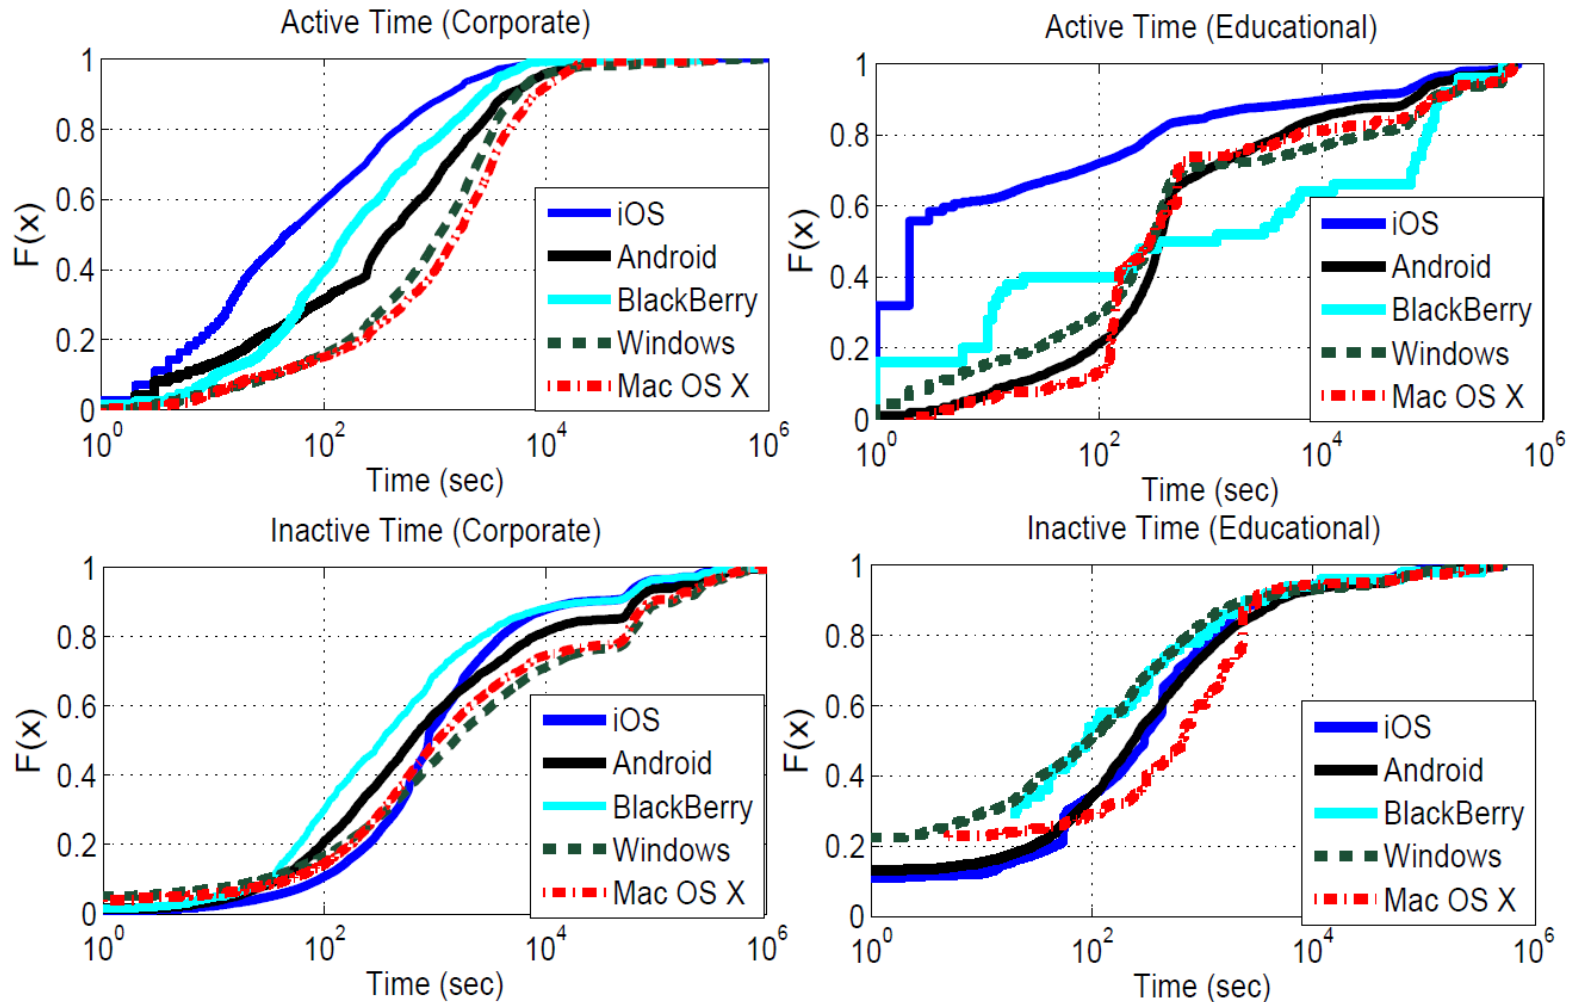 Active Time (Corporate)
1
0.8
0.6
0.4
0.2
0
F(x)
iOS
Android
BlackBerry
Windows
Mac OS X
10^0
10^2
10^4
10^6
Time (sec)
Active Time (Educational)
1
0.8
0.6
0.4
0.2
0
F(x)
iOS
Android
BlackBerry
Windows
Mac OS X
10^0
10^2
10^4
10^6
Time (sec)
Inactive Time (Corporate)
1
0.8
0.6
0.4
0.2
0
F(x)
iOS
Android
BlackBerry
Windows
Mac OS X
10^0
10^2
10^4
10^6
Time (sec)
Inactive Time (Educational)
1
0.8
0.6
0.4
0.2
0
F(x)
iOS
Android
BlackBerry
Windows
Mac OS X
10^0
10^2
10^4
10^6
Time (sec)